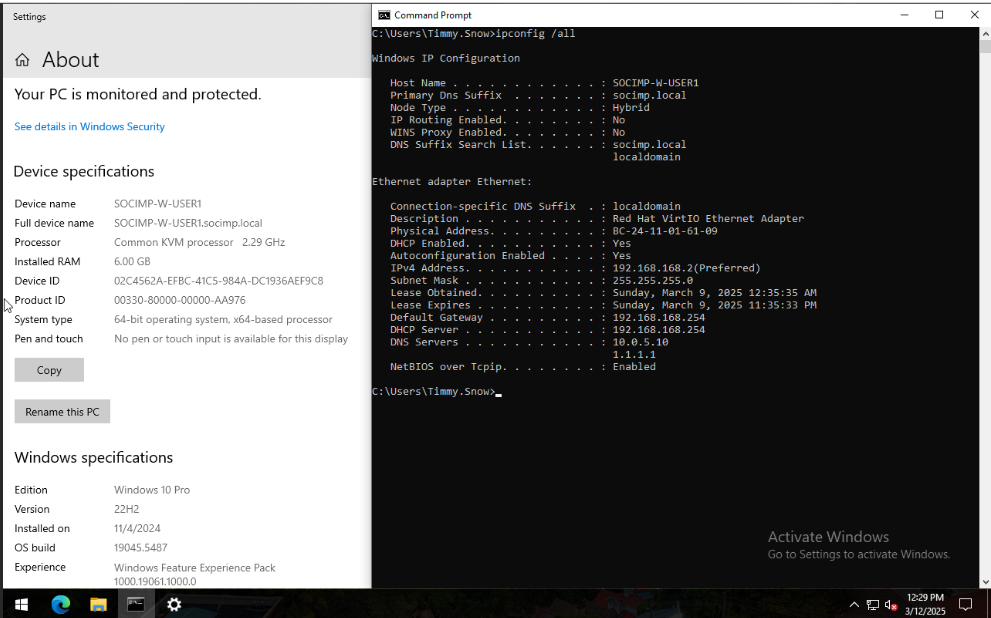 Settings
About
Your PC is monitored and protected.
See details in Windows Security
Device specifications
Device name SOCIMP-W-USER1
Full device name SOCIMP-W-USER1.socimp.local
Processor Common KVM processor 2.29 GHz
Installed RAM 6.00 GB
Device ID 02C4562A-EFBC-41C5-984A-DC1936AEF9C8
Product ID 00330-80000-00000-AA976
System type 64-bit operating system, x64-based processor
Pen and touch No pen or touch input is available for this display
Copy
Rename this PC
Windows specifications
Edition Windows 10 Pro
Version 22H2
Installed on 11/4/2024
OS build 19045.5487
Experience Windows Feature Experience Pack
1000.19061.1000.0
Command Prompt
C:\Users\Timmy.Snow>ipconfig /all
Windows IP Configuration
Host Name . . . . . . . . . . . . : SOCIMP-W-USER1
Primary Dns Suffix . . . . . . . : socimp.local
Node Type . . . . . . . . . . . . : Hybrid
IP Routing Enabled. . . . . . . . : No
WINS Proxy Enabled. . . . . . . . : No
DNS Suffix Search List. . . . . . : socimp.local
localdomain
Ethernet adapter Ethernet:
Connection-specific DNS Suffix . : localdomain
Description . . . . . . . . . . . : Red Hat VirtIO Ethernet Adapter
Physical Address. . . . . . . . . : BC-24-11-01-61-09
DHCP Enabled. . . . . . . . . . . : Yes
Autoconfiguration Enabled . . . . : Yes
IPv4 Address. . . . . . . . . . . : 192.168.168.2(Preferred)
Subnet Mask . . . . . . . . . . . : 255.255.255.0
Lease Obtained. . . . . . . . . . : Sunday, March 9, 2025 12:35:35 AM
Lease Expires . . . . . . . . . . : Sunday, March 9, 2025 11:35:33 PM
Default Gateway . . . . . . . . . : 192.168.168.254
DHCP Server . . . . . . . . . . . : 192.168.168.254
DNS Servers . . . . . . . . . . . : 10.0.5.10
1.1.1.1
NetBIOS over Tcpip. . . . . . . . : Enabled
C:\Users\Timmy.Snow>
Activate Windows
Go to Settings to activate Windows.
12:29 PM
3/12/2025